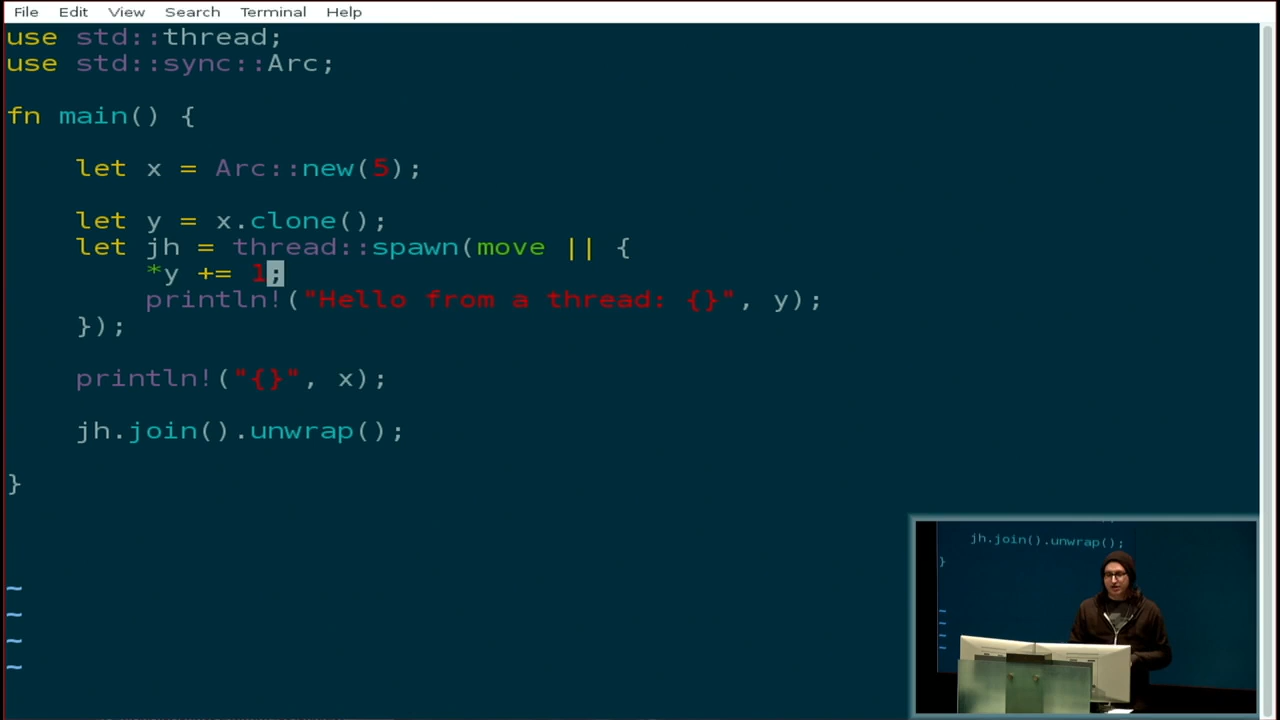 File Edit View Search Terminal Help
use std::thread;
use std::sync::Arc;
fn main() {
let x = Arc::new(5);
let y = x.clone();
let jh = thread::spawn(move || {
*y += 1;
println!("Hello from a thread: {}", y);
});
println!("{}", x);
jh.join().unwrap();
}
~
~
~
~
jh.join().unwrap();
}
~
~
~
~